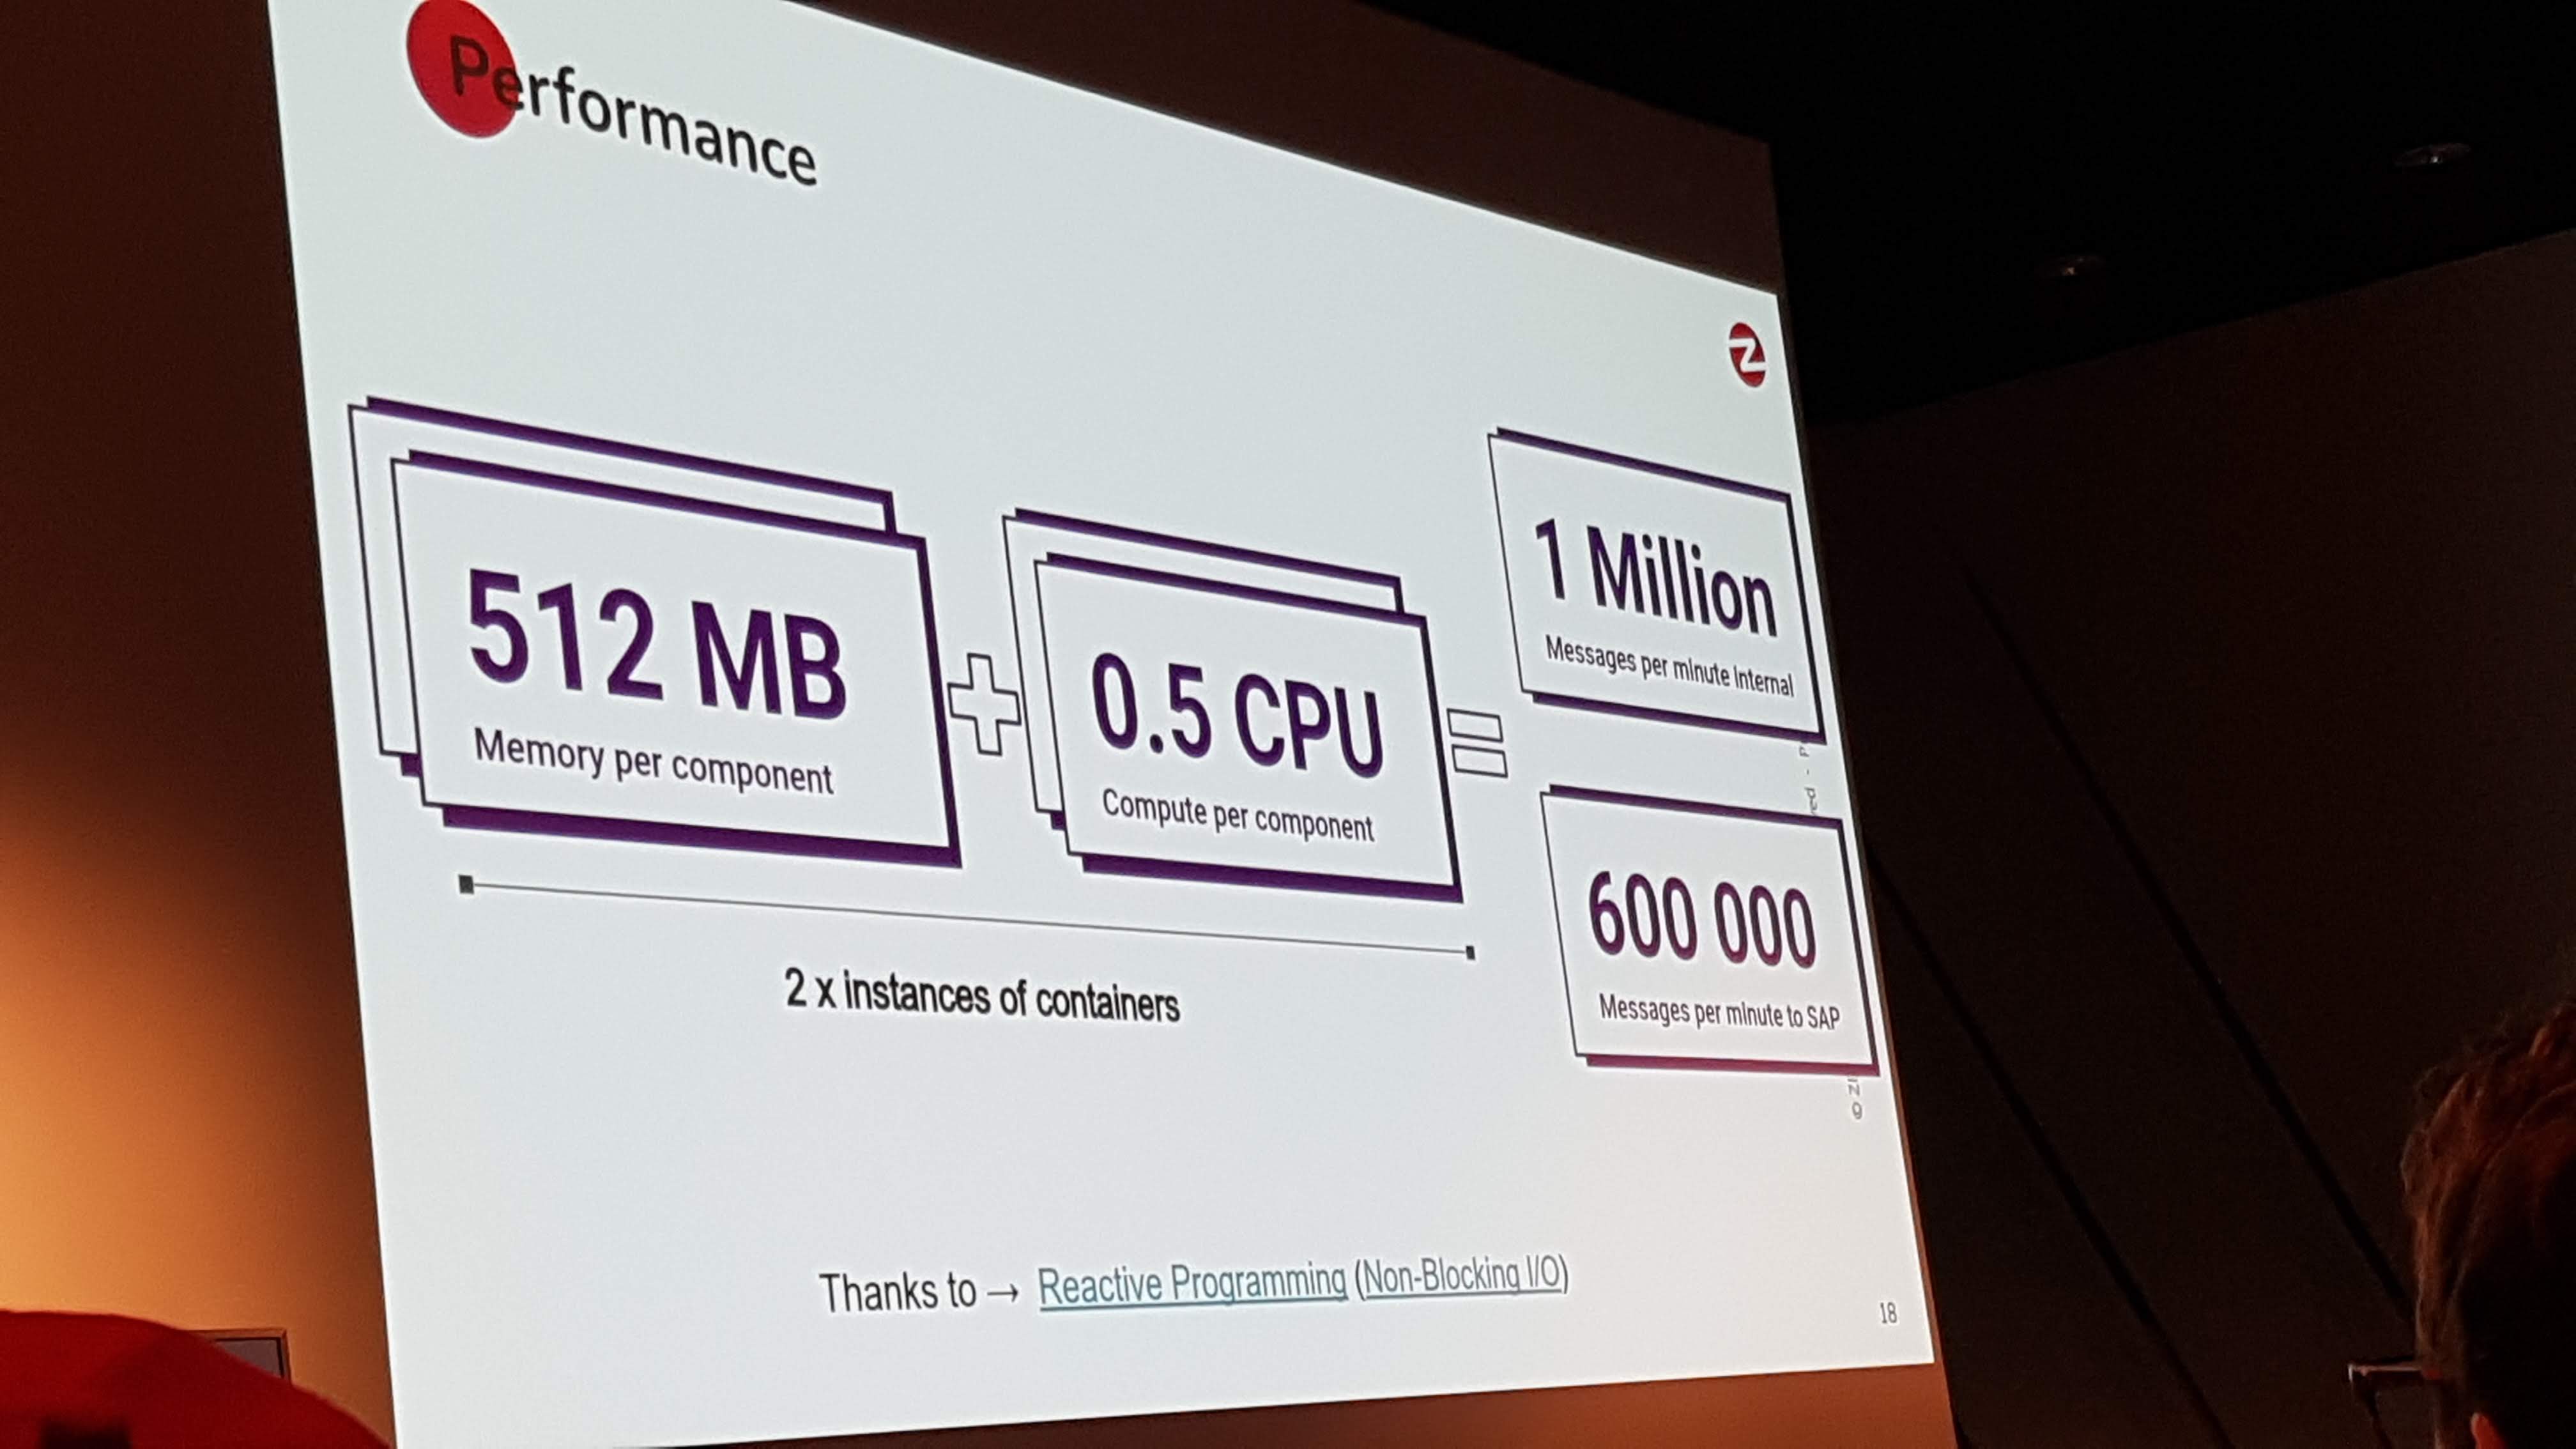 Performance
512 MB
Memory per component
0.5 CPU
Compute per component
1 Million
Messages per minute internal
600 000
Messages per minute to SAP
2 x instances of containers
Thanks to → Reactive Programming (Non-Blocking I/O)
18